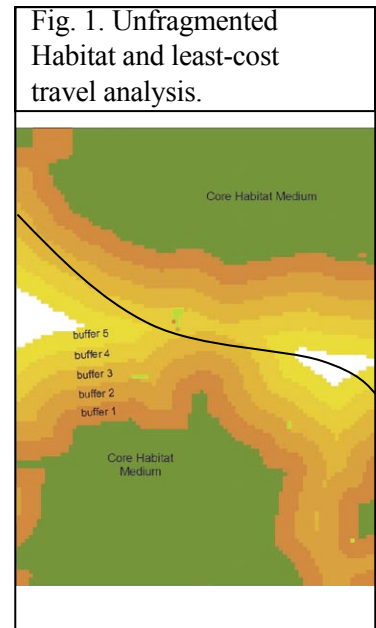 Fig. 1. Unfragmented
Habitat and least-cost
travel analysis.
Core Habitat Medium
buffer 5
buffer 4
buffer 3
buffer 2
buffer 1
Core Habitat
Medium